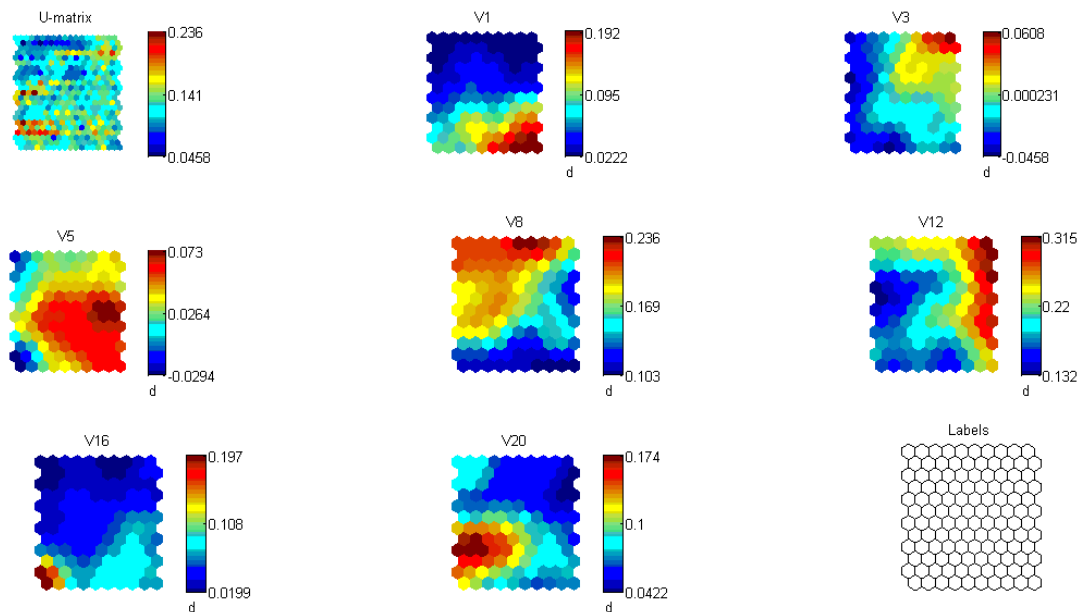 U-matrix
0.236
0.141
0.0458
V1
0.192
0.095
0.0222
d
V3
0.0608
0.000231
-0.0458
d
V5
0.073
0.0264
-0.0294
d
V8
0.236
0.169
0.103
d
V12
0.315
0.22
0.132
d
V16
0.197
0.108
0.0199
d
V20
0.174
0.1
0.0422
d
Labels